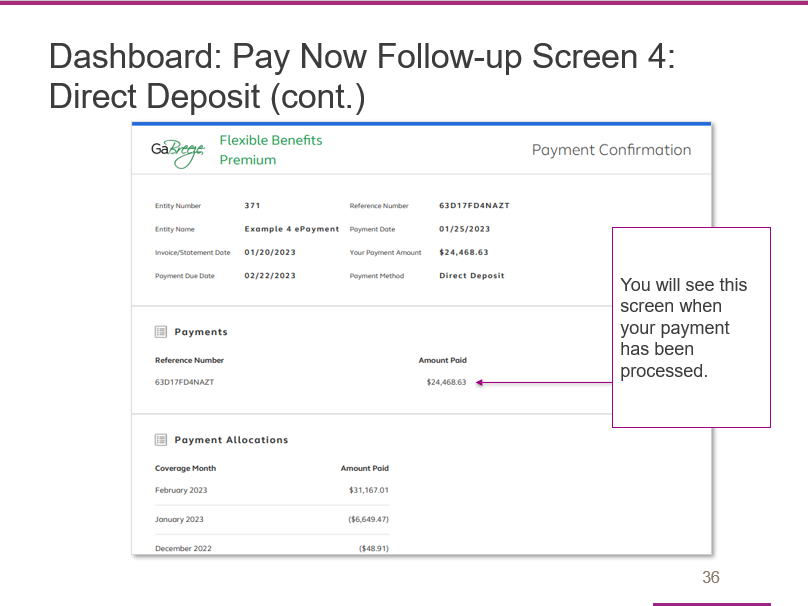 Dashboard: Pay Now Follow-up Screen 4:
Direct Deposit (cont.)
GaBreeze
Flexible Benefits
Premium
Payment Confirmation
Entity Number 371 Reference Number 63D17FD4NAZT
Entity Name Example 4 ePayment Payment Date 01/25/2023
Invoice/Statement Date 01/20/2023 Your Payment Amount $24,468.63
Payment Due Date 02/22/2023 Payment Method Direct Deposit
You will see this
screen when
your payment
has been
processed.
Payments
Reference Number Amount Paid
63D17FD4NAZT $24,468.63
Payment Allocations
Coverage Month Amount Paid
February 2023 $31,167.01
January 2023 ($6,649.47)
December 2022 ($48.91)
36